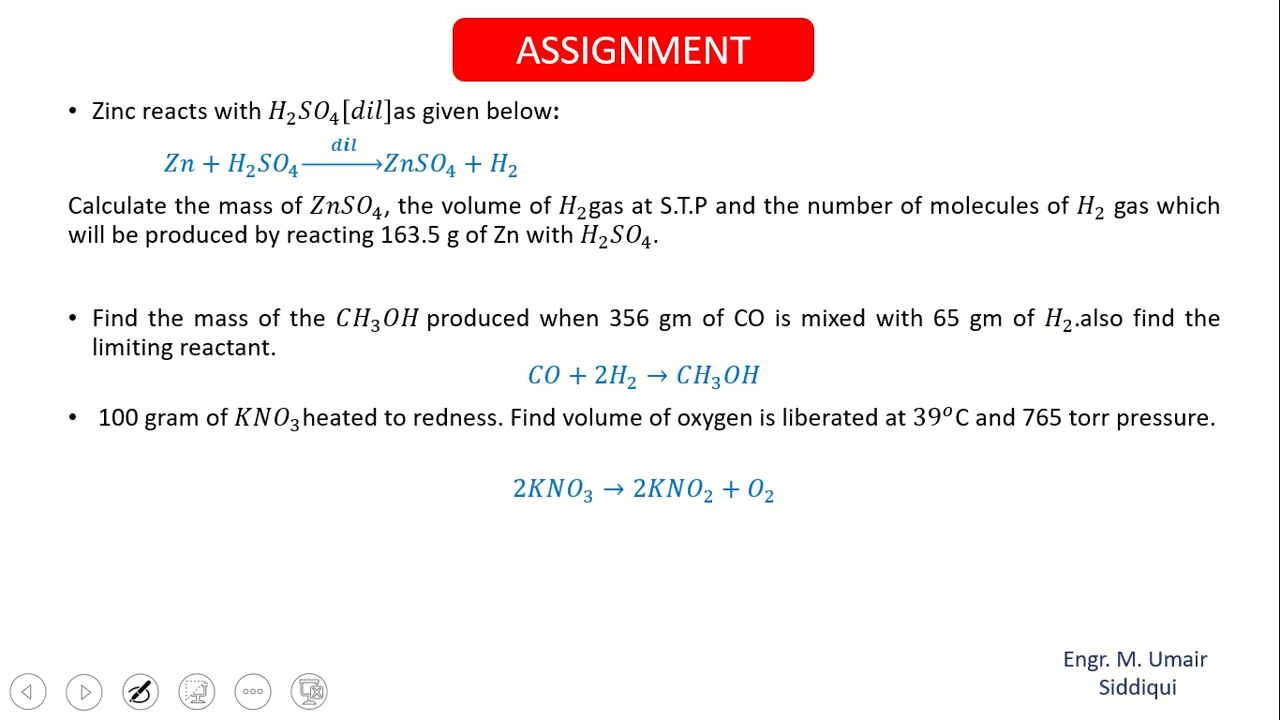 ASSIGNMENT
• Zinc reacts with H₂SO₄[dil]as given below:
Zn + H₂SO₄ —dil→ ZnSO₄ + H₂
Calculate the mass of ZnSO₄, the volume of H₂gas at S.T.P and the number of molecules of H₂ gas which
will be produced by reacting 163.5 g of Zn with H₂SO₄.
• Find the mass of the CH₃OH produced when 356 gm of CO is mixed with 65 gm of H₂.also find the
limiting reactant.
CO + 2H₂ → CH₃OH
• 100 gram of KNO₃heated to redness. Find volume of oxygen is liberated at 39°C and 765 torr pressure.
2KNO₃ → 2KNO₂ + O₂
Engr. M. Umair
Siddiqui